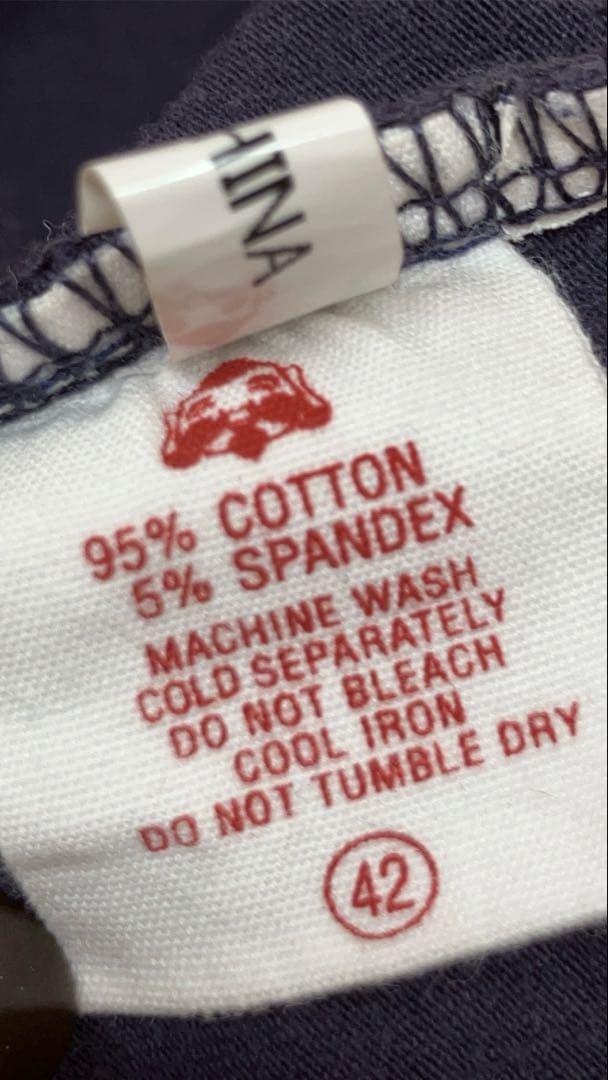 HINA
95% COTTON
5% SPANDEX
MACHINE WASH
COLD SEPARATELY
DO NOT BLEACH
COOL IRON
DO NOT TUMBLE DRY
42